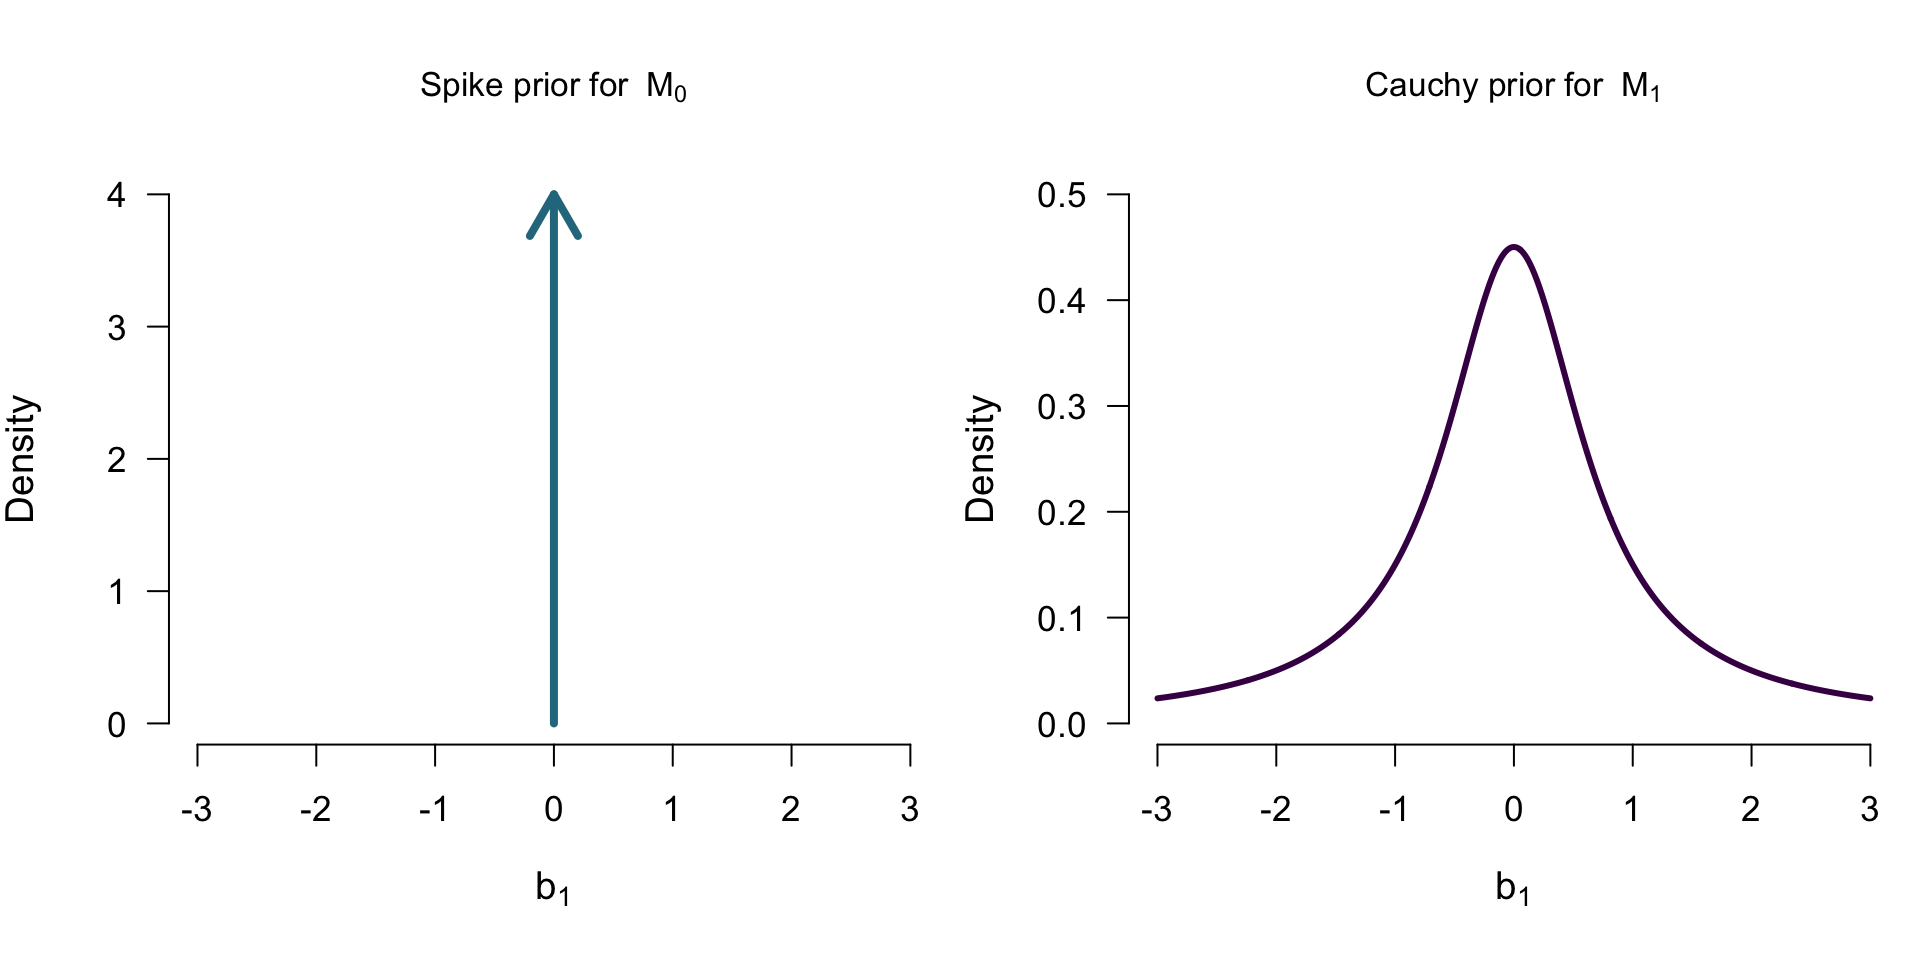 Spike prior for M₀
4
3
2
1
0
Density
-3 -2 -1 0 1 2 3
b₁
Cauchy prior for M₁
0.5
0.4
0.3
0.2
0.1
0.0
Density
-3 -2 -1 0 1 2 3
b₁